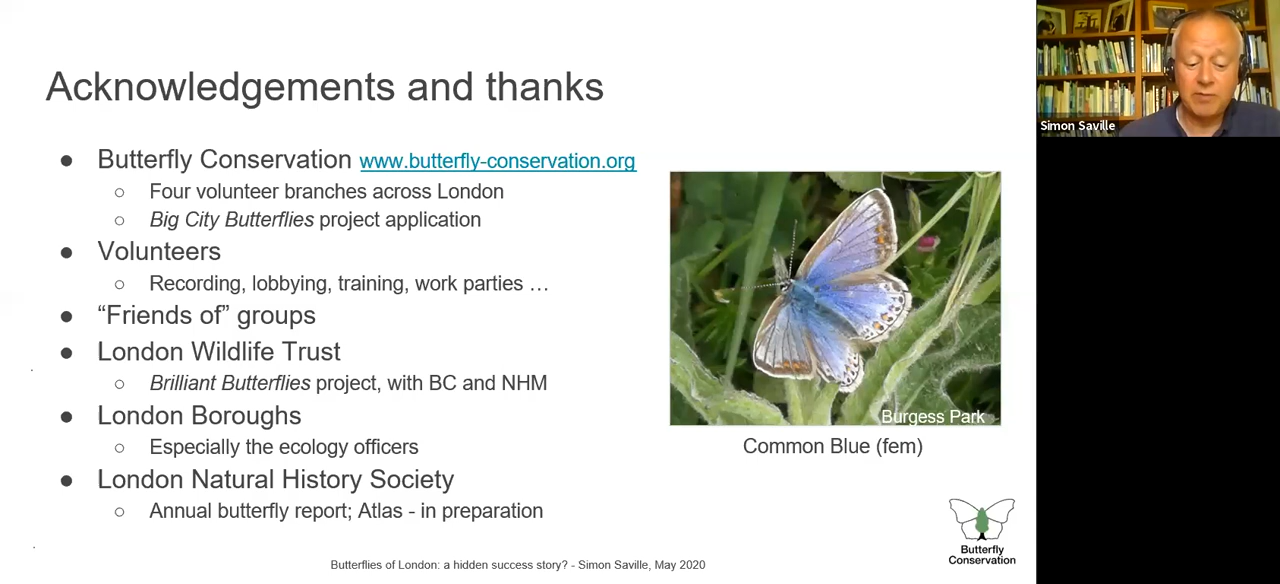 Acknowledgements and thanks
● Butterfly Conservation www.butterfly-conservation.org
○ Four volunteer branches across London
○ Big City Butterflies project application
● Volunteers
○ Recording, lobbying, training, work parties …
● “Friends of” groups
● London Wildlife Trust
○ Brilliant Butterflies project, with BC and NHM
● London Boroughs
○ Especially the ecology officers
● London Natural History Society
○ Annual butterfly report; Atlas - in preparation
Burgess Park
Common Blue (fem)
Butterfly
Conservation
Butterflies of London: a hidden success story? - Simon Saville, May 2020
Simon Saville